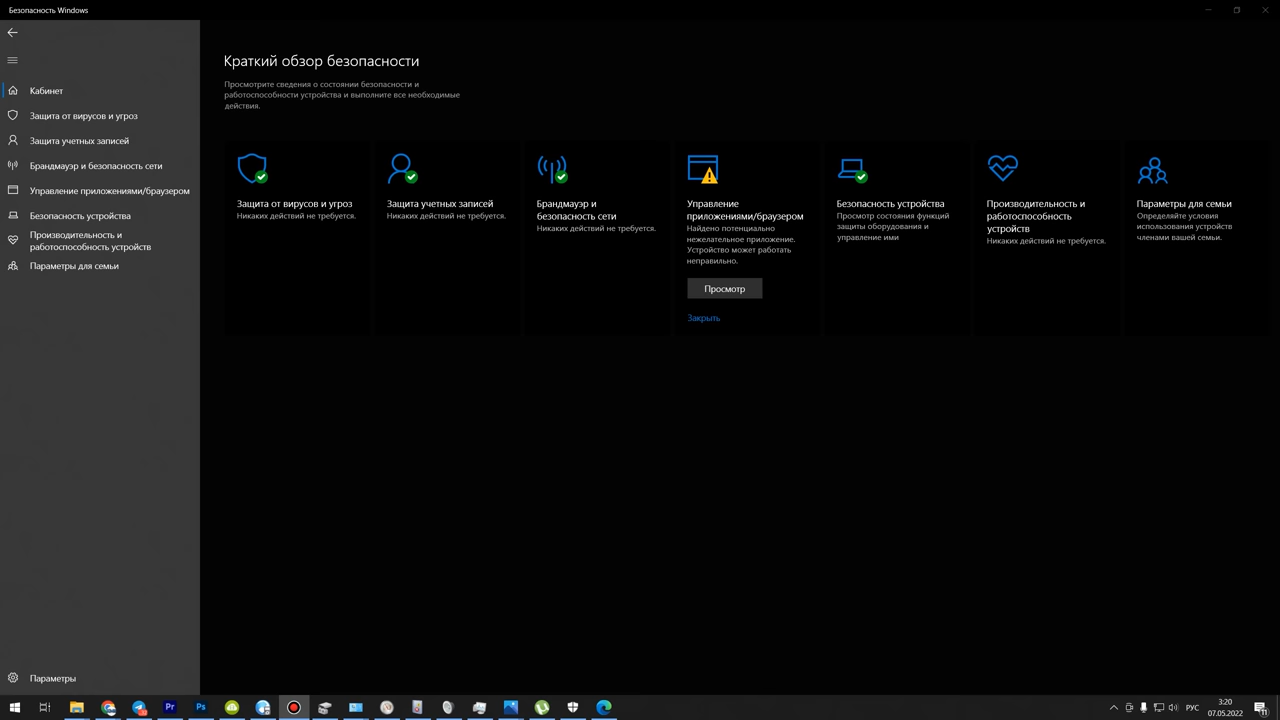 Безопасность Windows
Кабинет
Защита от вирусов и угроз
Защита учетных записей
Брандмауэр и безопасность сети
Управление приложениями/браузером
Безопасность устройства
Производительность и
работоспособность устройств
Параметры для семьи
Параметры
Краткий обзор безопасности
Просмотрите сведения о состоянии безопасности и
работоспособности устройства и выполните все необходимые
действия.
Защита от вирусов и угроз
Никаких действий не требуется.
Защита учетных записей
Никаких действий не требуется.
Брандмауэр и
безопасность сети
Никаких действий не требуется.
Управление
приложениями/браузером
Найдено потенциально
нежелательное приложение.
Устройство может работать
неправильно.
Просмотр
Закрыть
Безопасность устройства
Просмотр состояния функций
защиты оборудования и
управление ими
Производительность и
работоспособность
устройств
Никаких действий не требуется.
Параметры для семьи
Определяйте условия
использования устройств
членами вашей семьи.
Pr
Ps
РУС
3:20
07.05.2022
11